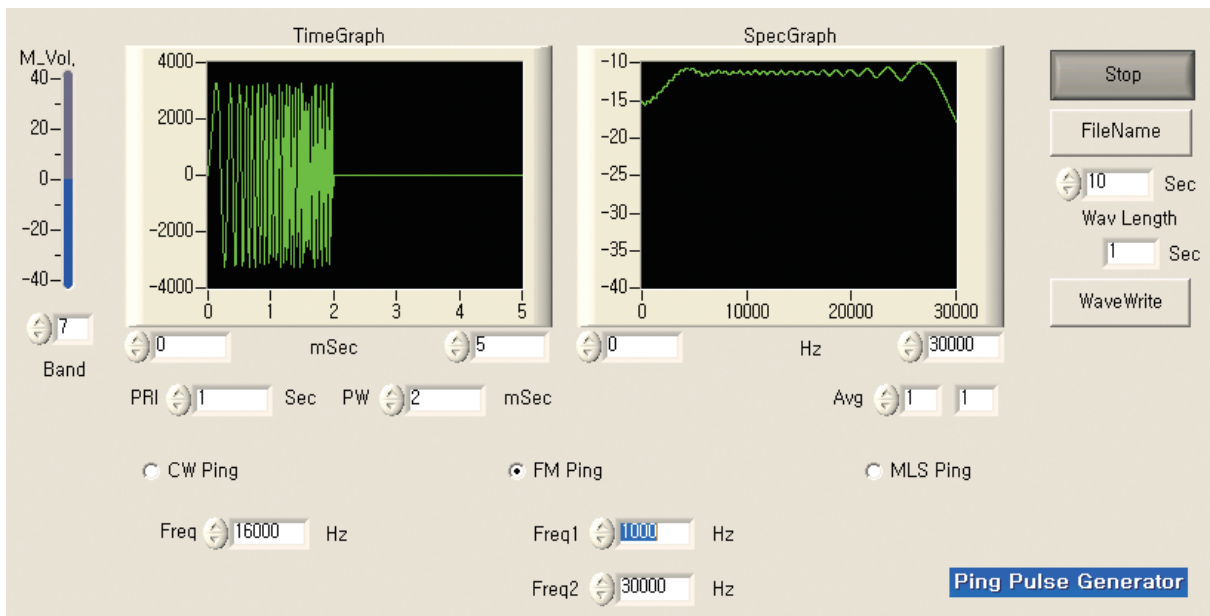 TimeGraph
SpecGraph
M_Vol,
40
20
0
-20
-40
7
Band
4000
2000
0
-2000
-4000
0 1 2 3 4 5
0 mSec 5
-10
-15
-20
-25
-30
-35
-40
0 10000 20000 30000
0 Hz 30000
Stop
FileName
10 Sec
Wav Length
1 Sec
WaveWrite
PRI 1 Sec PW 2 mSec
Avg 1 1
CW Ping
FM Ping
MLS Ping
Freq 16000 Hz
Freq1 1000 Hz
Freq2 30000 Hz
Ping Pulse Generator